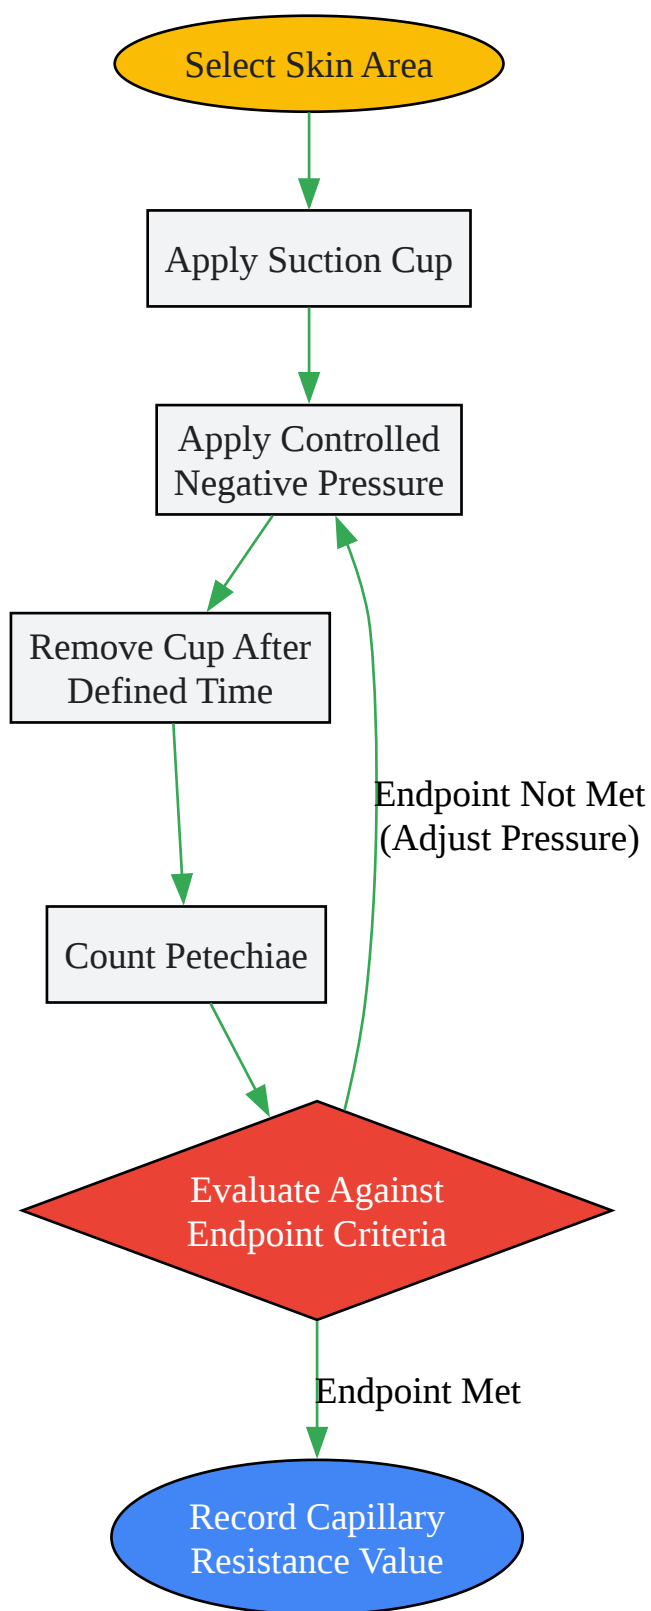 Select Skin Area
Apply Suction Cup
Apply Controlled
Negative Pressure
Remove Cup After
Defined Time
Endpoint Not Met
(Adjust Pressure)
Count Petechiae
Evaluate Against
Endpoint Criteria
Endpoint Met
Record Capillary
Resistance Value